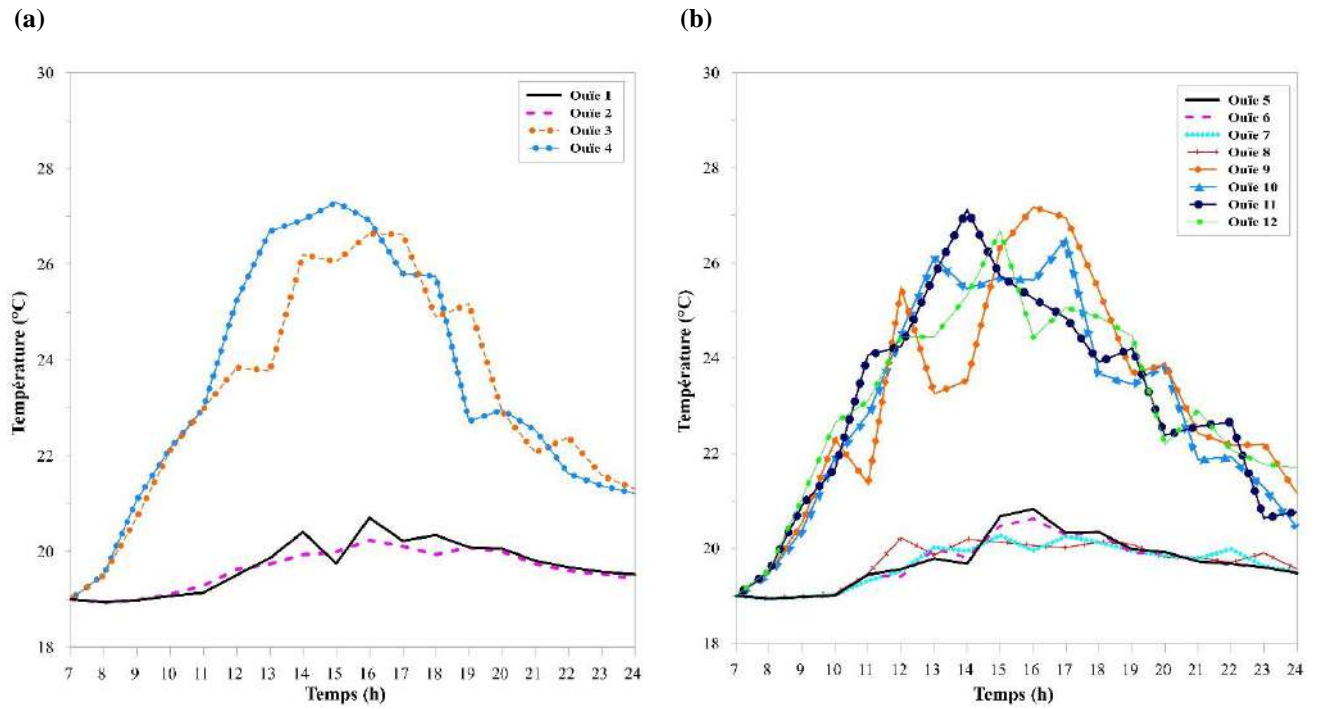 (a)
30
28
26
24
22
20
18
Température (°C)
7 8 9 10 11 12 13 14 15 16 17 18 19 20 21 22 23 24
Temps (h)
Ouïe 1
Ouïe 2
Ouïe 3
Ouïe 4
(b)
30
28
26
24
22
20
18
Température (°C)
7 8 9 10 11 12 13 14 15 16 17 18 19 20 21 22 23 24
Temps (h)
Ouïe 5
Ouïe 6
Ouïe 7
Ouïe 8
Ouïe 9
Ouïe 10
Ouïe 11
Ouïe 12